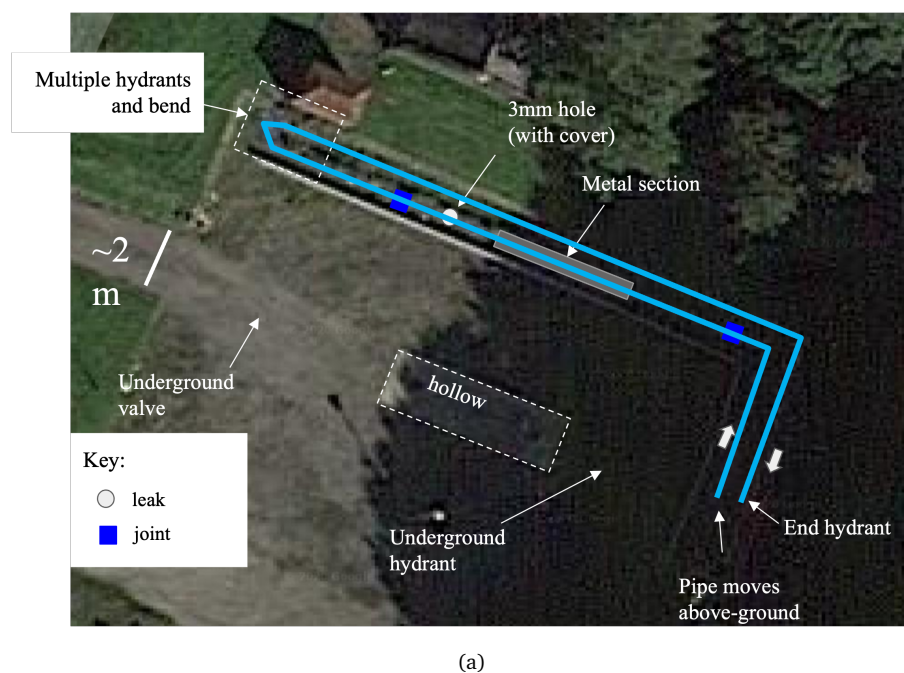 Multiple hydrants
and bend
3mm hole
(with cover)
Metal section
~2
m
Underground
valve
hollow
Key:
leak
joint
Underground
hydrant
End hydrant
Pipe moves
above-ground
(a)